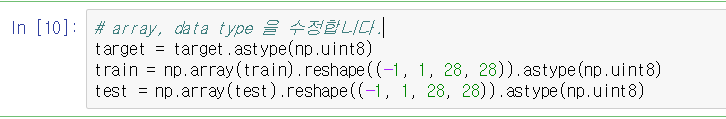 In [10]:
# array, data type 을 수정합니다.
target = target.astype(np.uint8)
train = np.array(train).reshape((-1, 1, 28, 28)).astype(np.uint8)
test = np.array(test).reshape((-1, 1, 28, 28)).astype(np.uint8)